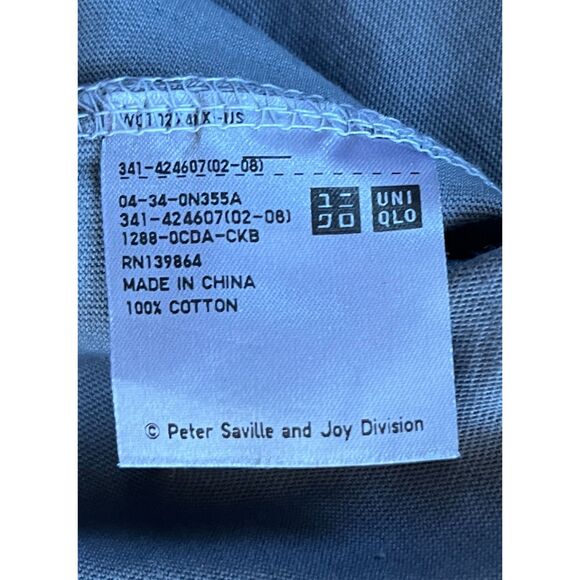 341-424607(02-08)
04-34-0N355A
341-424607(02-08)
1288-0CDA-CKB
RN139864
MADE IN CHINA
100% COTTON
ユニ
クロ
UNI
QLO
© Peter Saville and Joy Division